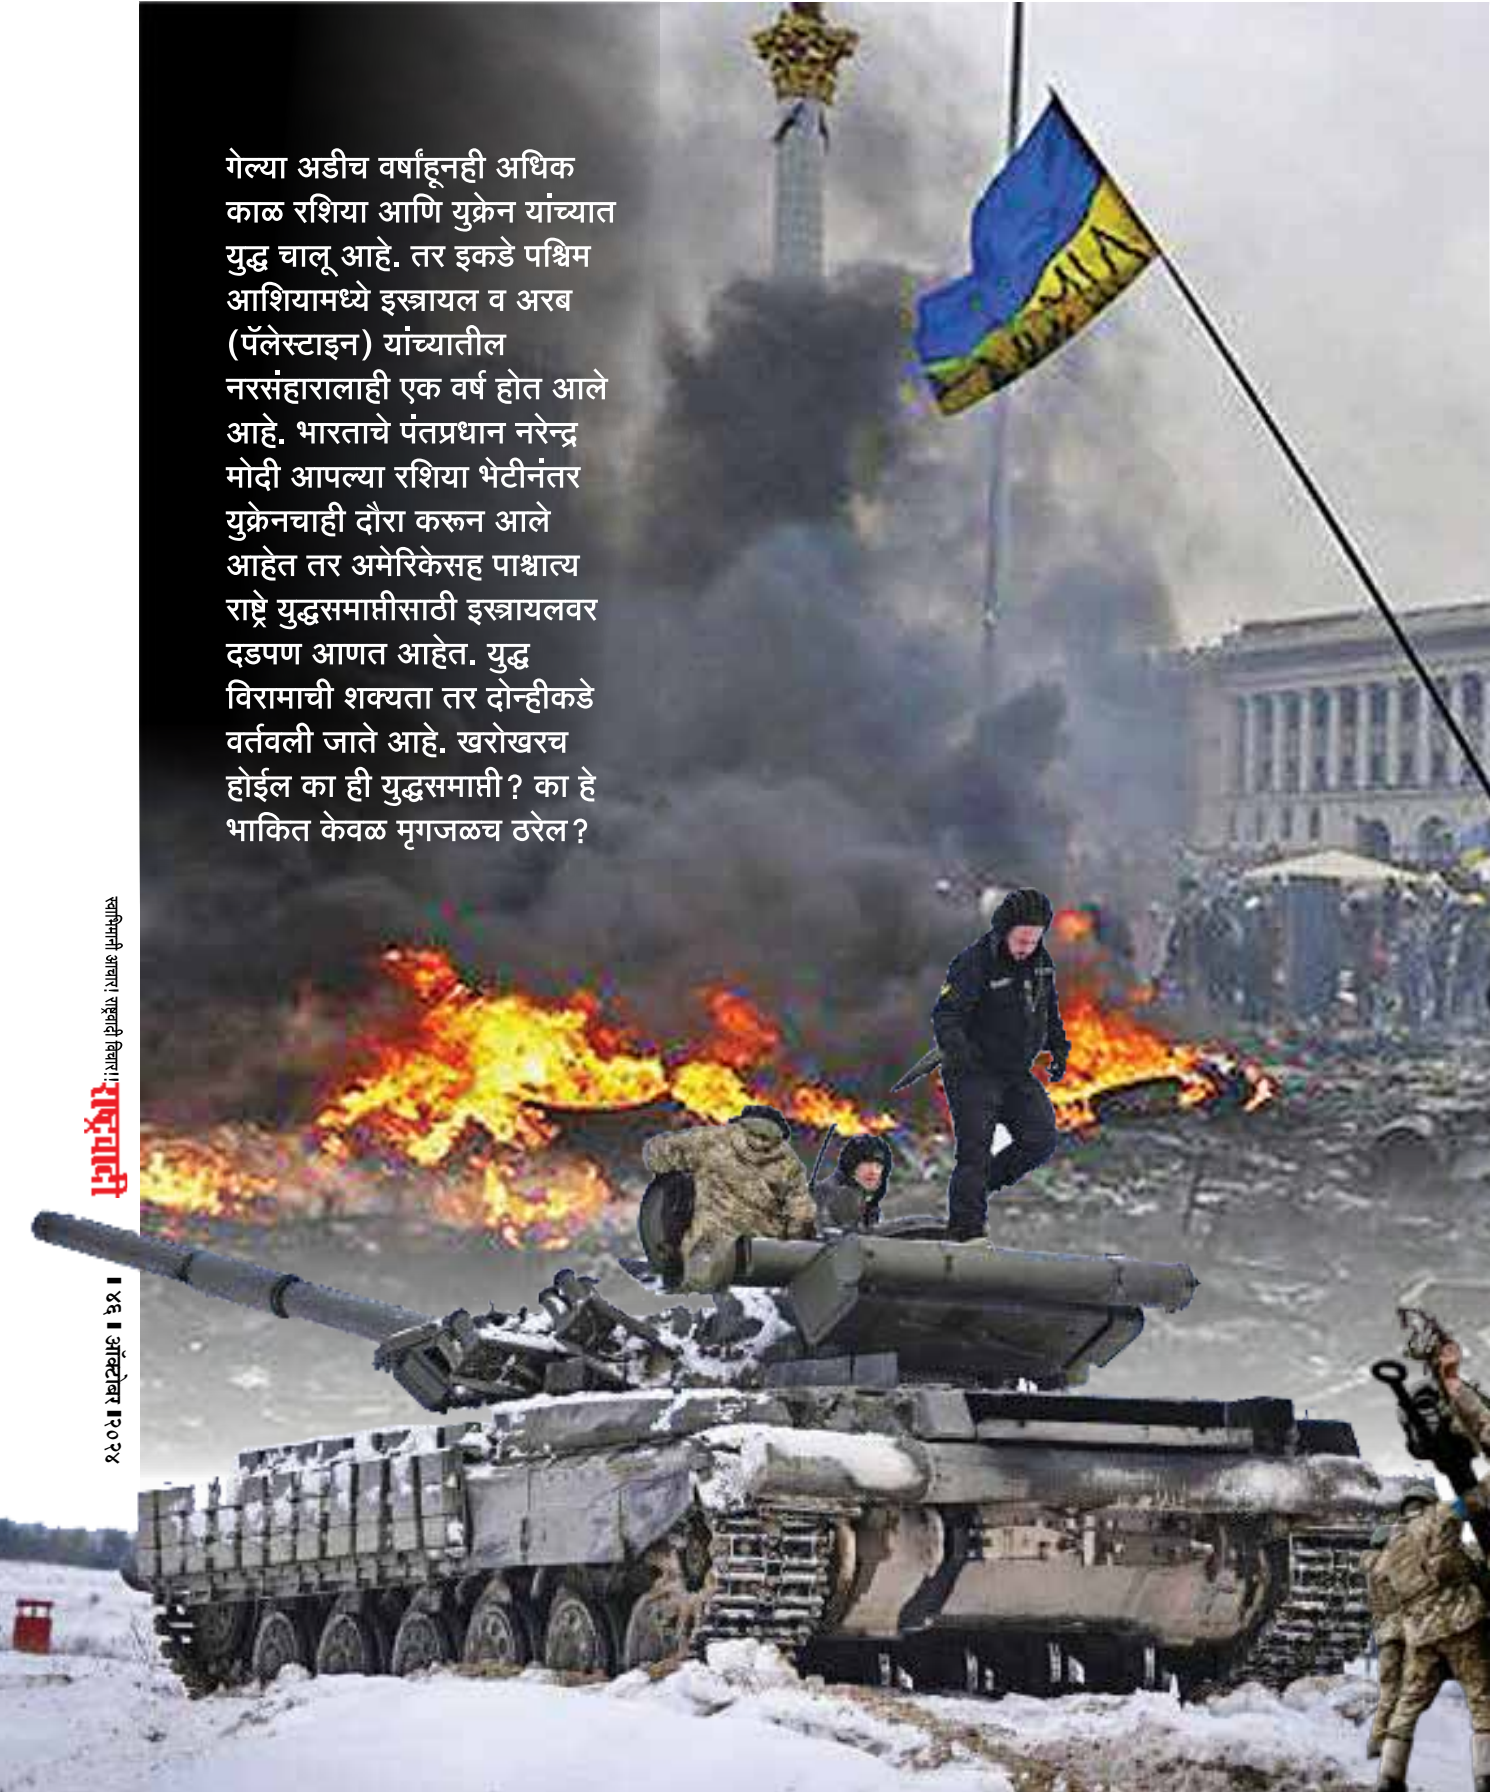 गेल्या अडीच वर्षांहूनही अधिक
काळ रशिया आणि युक्रेन यांच्यात
युद्ध चालू आहे. तर इकडे पश्चिम
आशियामध्ये इस्त्रायल व अरब
(पॅलेस्टाइन) यांच्यातील
नरसंहारालाही एक वर्ष होत आले
आहे. भारताचे पंतप्रधान नरेन्द्र
मोदी आपल्या रशिया भेटीनंतर
युक्रेनचाही दौरा करून आले
आहेत तर अमेरिकेसह पाश्चात्य
राष्ट्रे युद्धसमाप्तीसाठी इस्त्रायलवर
दडपण आणत आहेत. युद्ध
विरामाची शक्यता तर दोन्हीकडे
वर्तवली जाते आहे. खरोखरच
होईल का ही युद्धसमाप्ती? का हे
भाकित केवळ मृगजळच ठरेल?
स्वाभिमानी आचार! राष्ट्रवादी विचार!!
राष्ट्रवादी
। ४६ । ऑक्टोबर ।२०२४